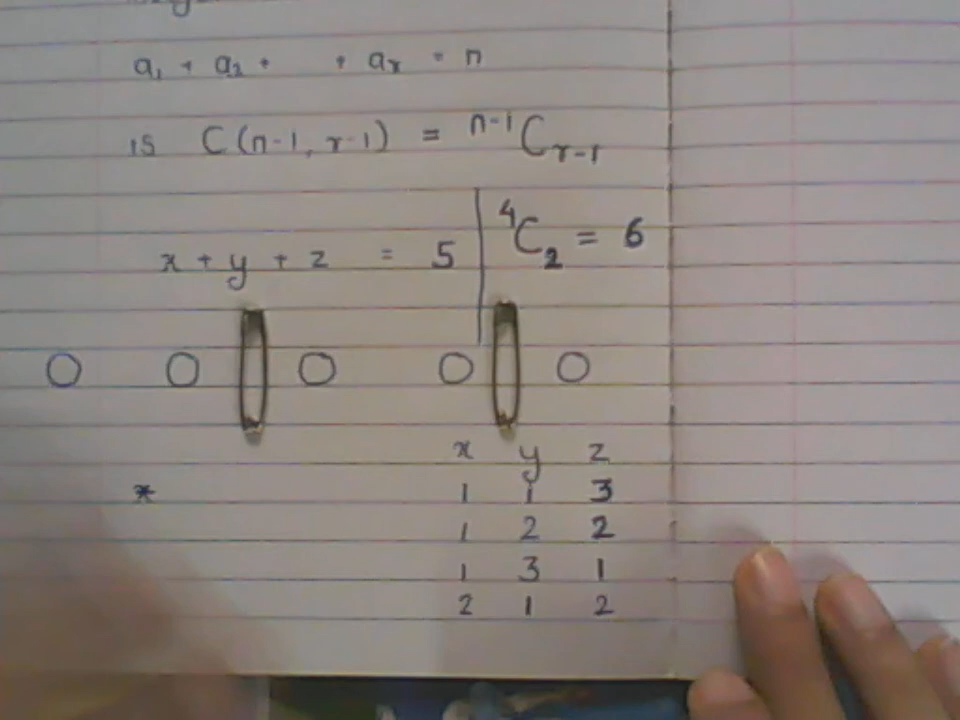 a₁ + a₂ + + aᵣ = n
is C(n-1, r-1) = ⁿ⁻¹Cᵣ₋₁
x + y + z = 5 | ⁴C₂ = 6
x y z
* 1 1 3
1 2 2
1 3 1
2 1 2